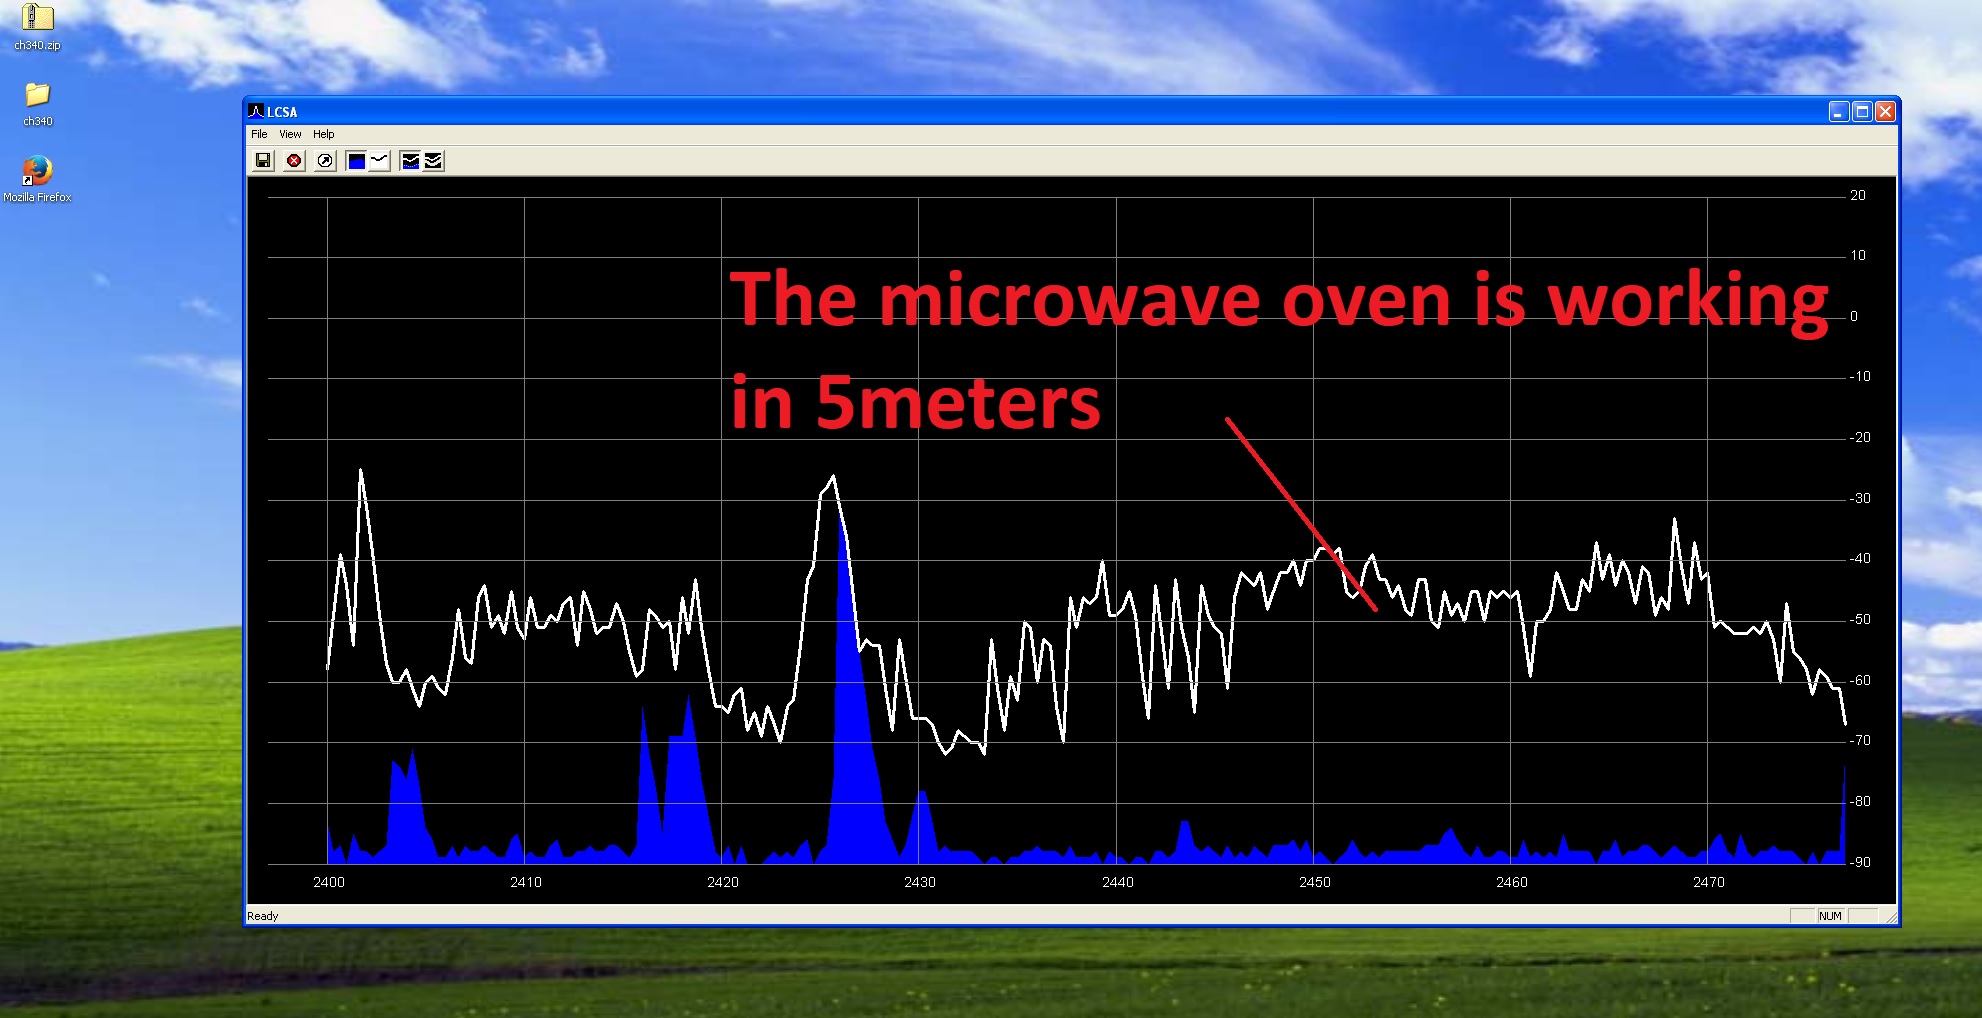 ch340.zip
ch340
Mozilla Firefox
LCSA
File View Help
20
10
The microwave oven is working
0
in 5meters
-10
-20
-30
-40
-50
-60
-70
-80
-90
2400 2410 2420 2430 2440 2450 2460 2470
Ready
NUM